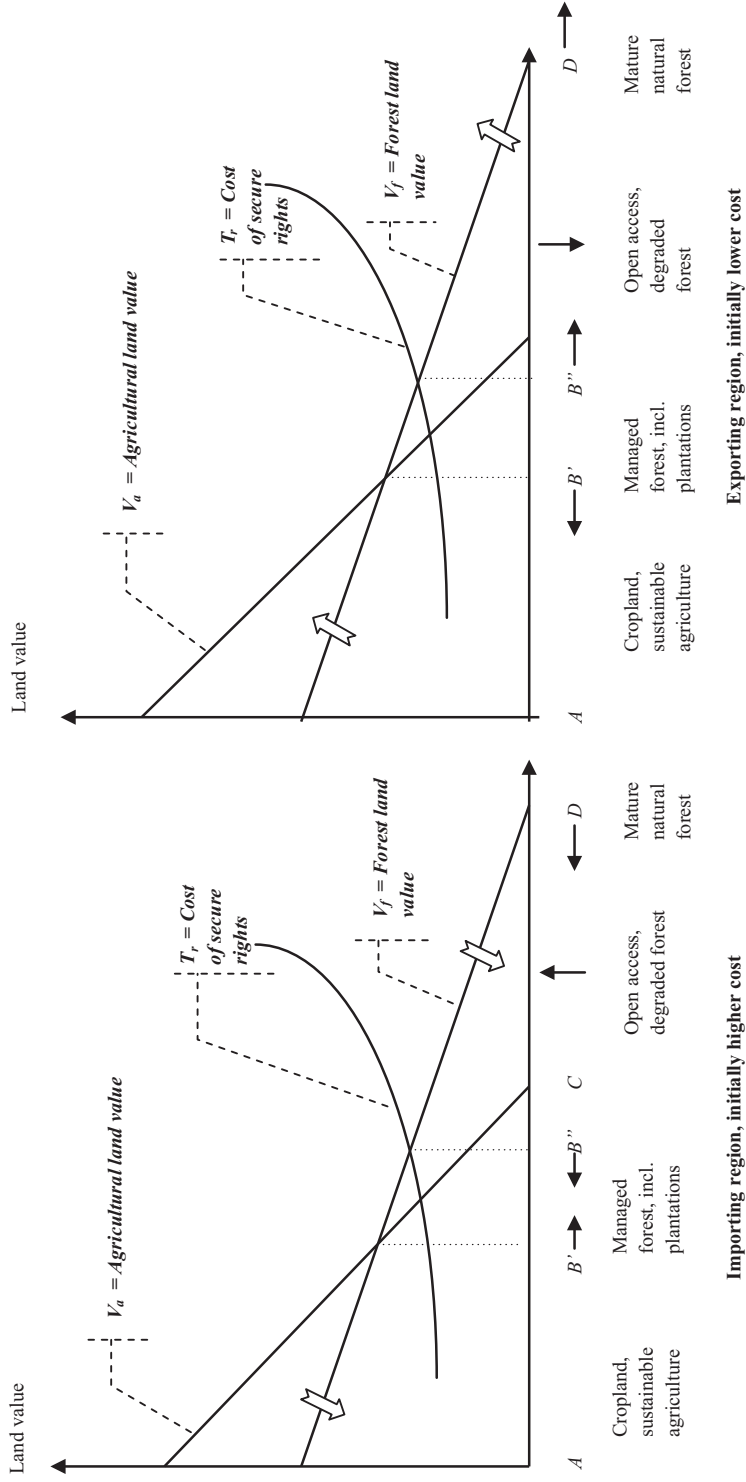 Land value
V_a = Agricultural land value
T_r = Cost
of secure
rights
V_f = Forest land
value
A
B'
B"
C
D
Cropland,
sustainable
agriculture
Managed
forest, incl.
plantations
Open access,
degraded forest
Mature
natural
forest
Importing region, initially higher cost
Land value
V_a = Agricultural land value
T_r = Cost
of secure
rights
V_f = Forest land
value
A
B'
B"
D
Cropland,
sustainable
agriculture
Managed
forest, incl.
plantations
Open access,
degraded
forest
Mature
natural
forest
Exporting region, initially lower cost